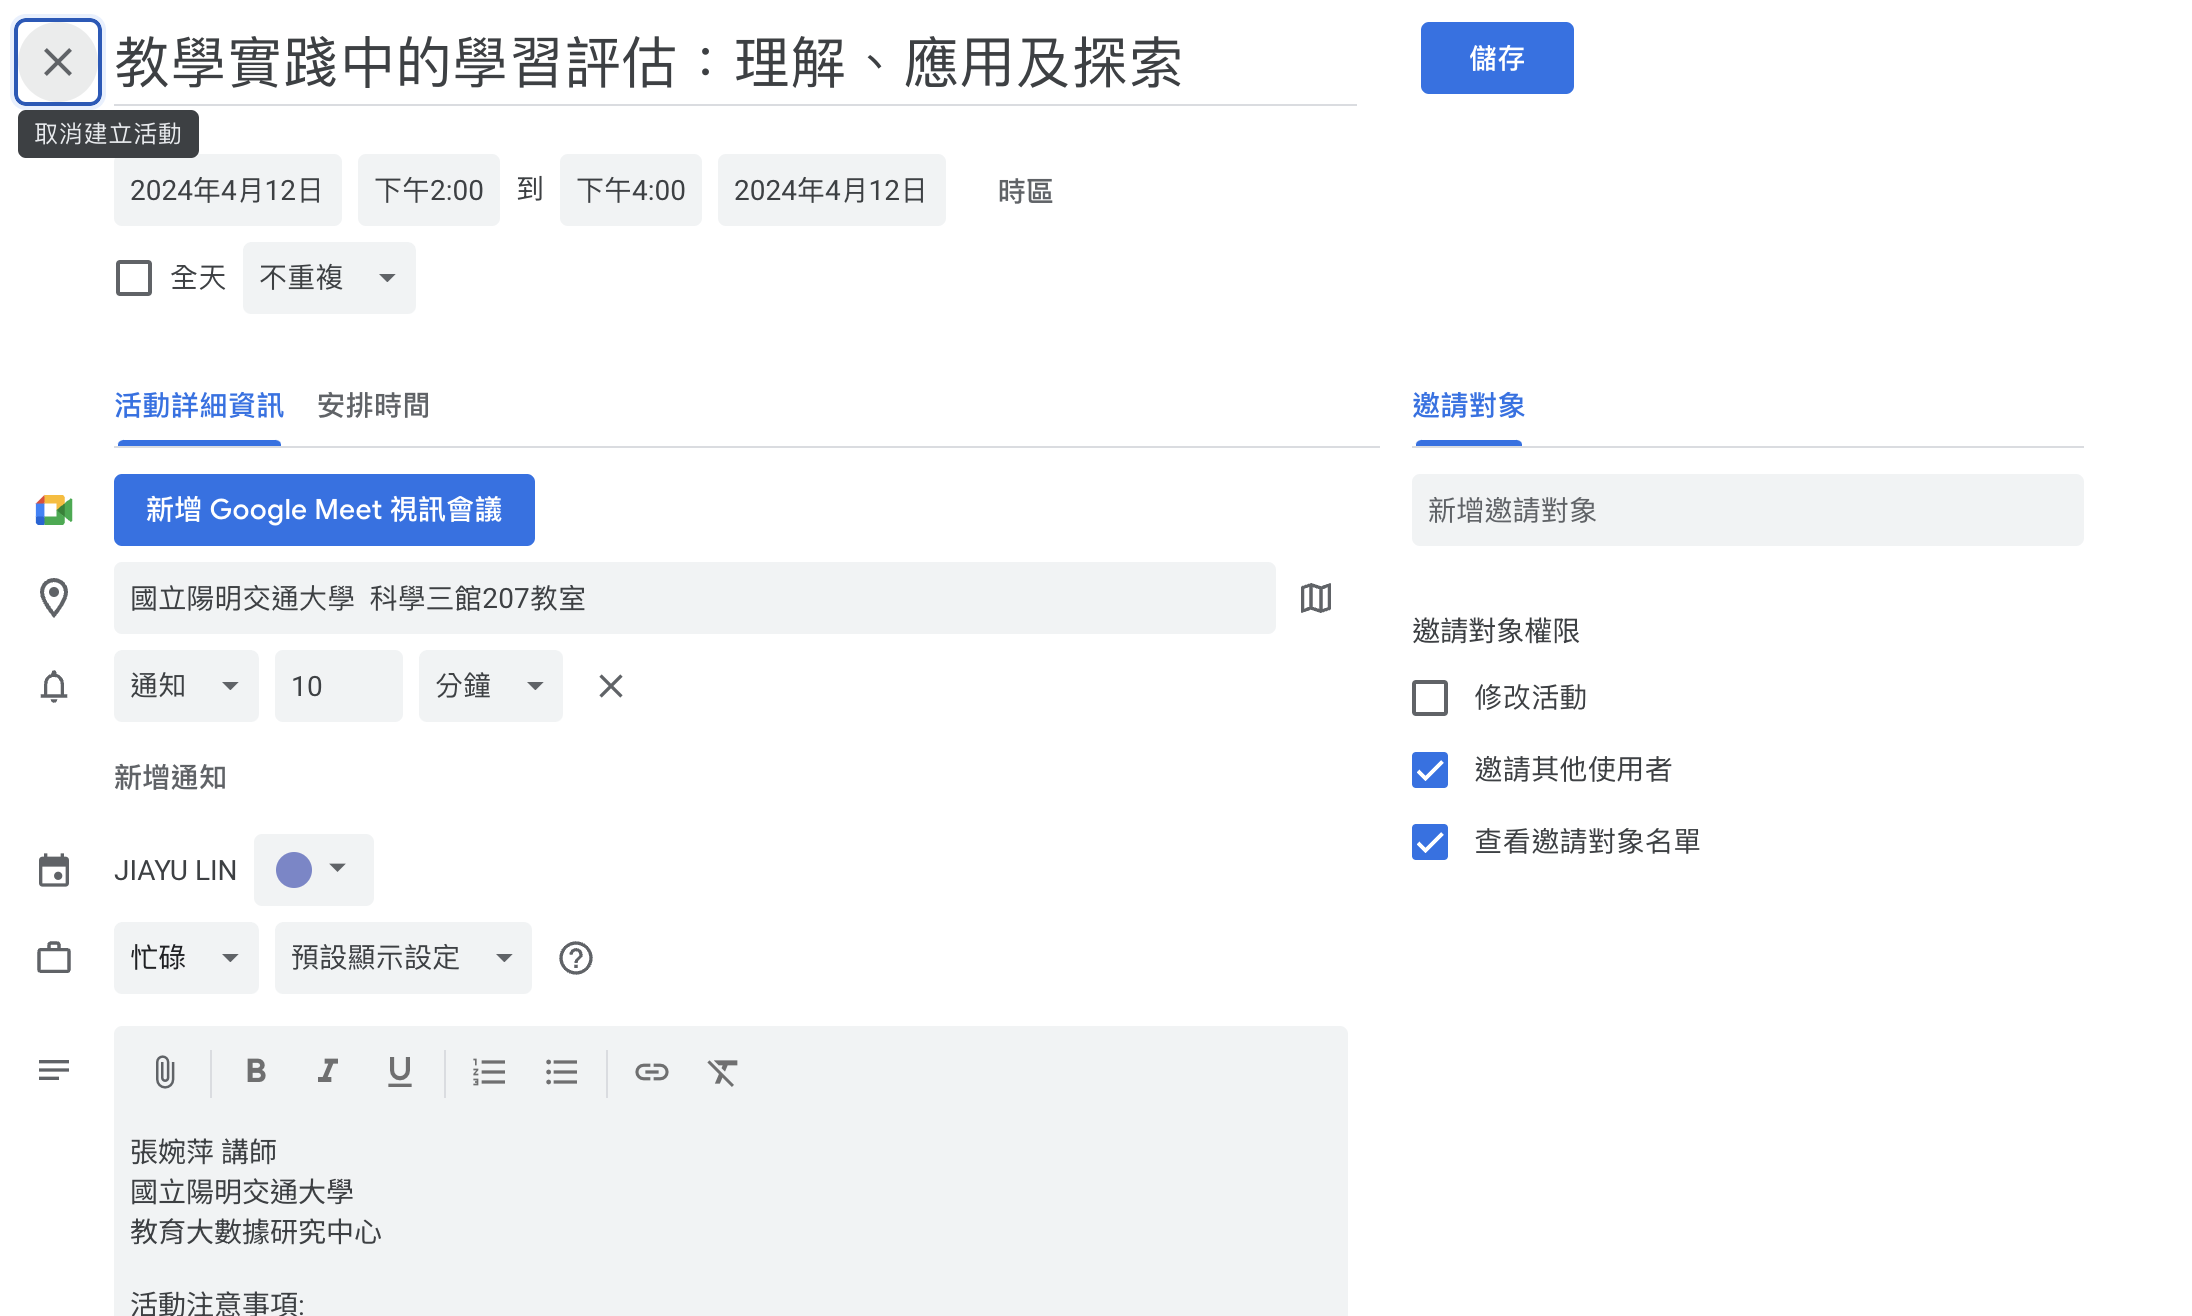 教學實踐中的學習評估：理解、應用及探索
儲存
取消建立活動
2024年4月12日 下午2:00 到 下午4:00 2024年4月12日 時區
全天 不重複
活動詳細資訊 安排時間
邀請對象
新增 Google Meet 視訊會議
新增邀請對象
國立陽明交通大學 科學三館207教室
通知 10 分鐘
新增通知
邀請對象權限
修改活動
邀請其他使用者
查看邀請對象名單
JIAYU LIN
忙碌 預設顯示設定
張婉萍 講師
國立陽明交通大學
教育大數據研究中心
活動注意事項: